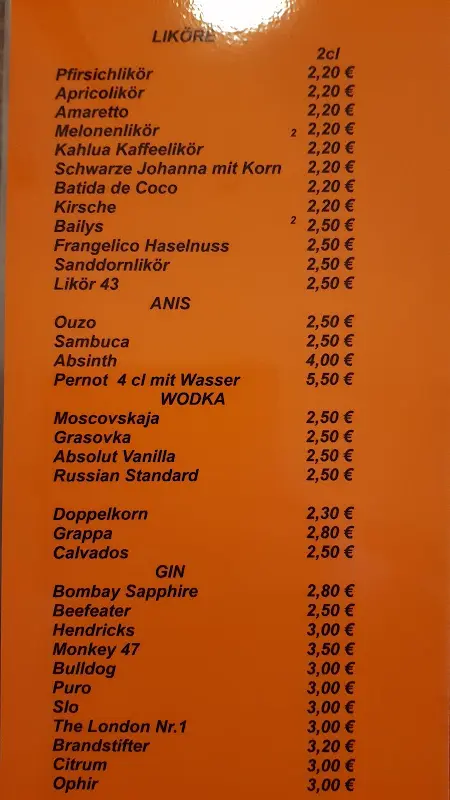 LIKÖRE
2cl
Pfirsichlikör 2,20 €
Apricolikör 2,20 €
Amaretto 2,20 €
Melonenlikör 2 2,20 €
Kahlua Kaffeelikör 2,20 €
Schwarze Johanna mit Korn 2,20 €
Batida de Coco 2,20 €
Kirsche 2,20 €
Bailys 2 2,50 €
Frangelico Haselnuss 2,50 €
Sanddornlikör 2,50 €
Likör 43 2,50 €
ANIS
Ouzo 2,50 €
Sambuca 2,50 €
Absinth 4,00 €
Pernot 4 cl mit Wasser 5,50 €
WODKA
Moscovskaja 2,50 €
Grasovka 2,50 €
Absolut Vanilla 2,50 €
Russian Standard 2,50 €
Doppelkorn 2,30 €
Grappa 2,80 €
Calvados 2,50 €
GIN
Bombay Sapphire 2,80 €
Beefeater 2,50 €
Hendricks 3,00 €
Monkey 47 3,50 €
Bulldog 3,00 €
Puro 3,00 €
Slo 3,00 €
The London Nr.1 3,00 €
Brandstifter 3,20 €
Citrum 3,00 €
Ophir 3,00 €